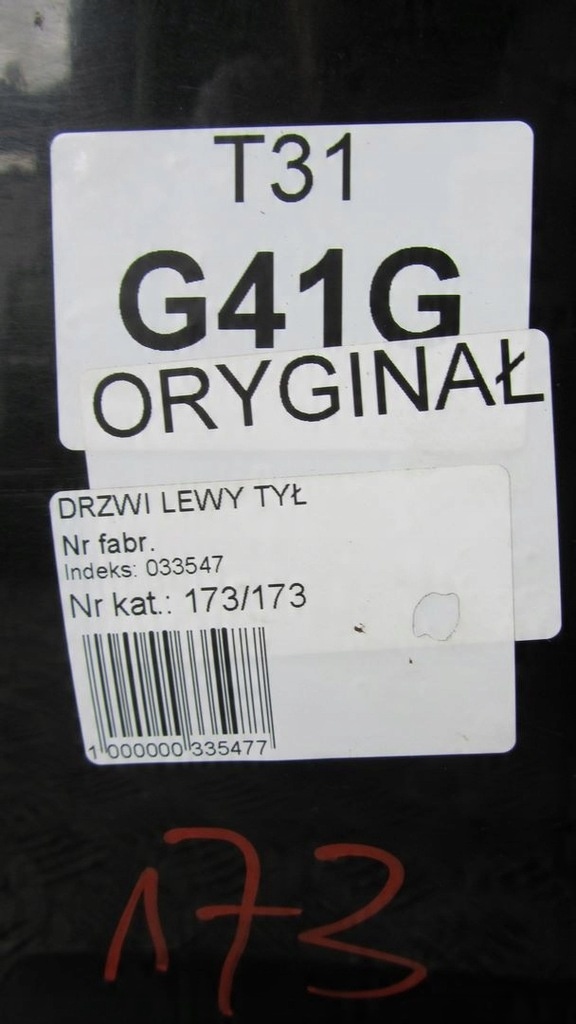 T31
G41G
ORYGINAŁ
DRZWI LEWY TYŁ
Nr fabr.
Indeks: 033547
Nr kat.: 173/173
1 000000 335477
173